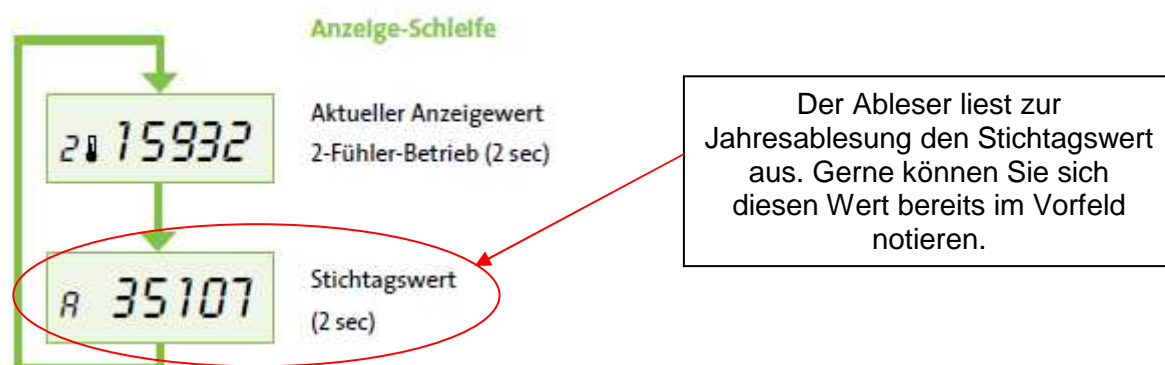 Anzeige-Schleife
2 15932
Aktueller Anzeigewert
2-Fühler-Betrieb (2 sec)
A 35107
Stichtagswert
(2 sec)
Der Ableser liest zur
Jahresablesung den Stichtagswert
aus. Gerne können Sie sich
diesen Wert bereits im Vorfeld
notieren.